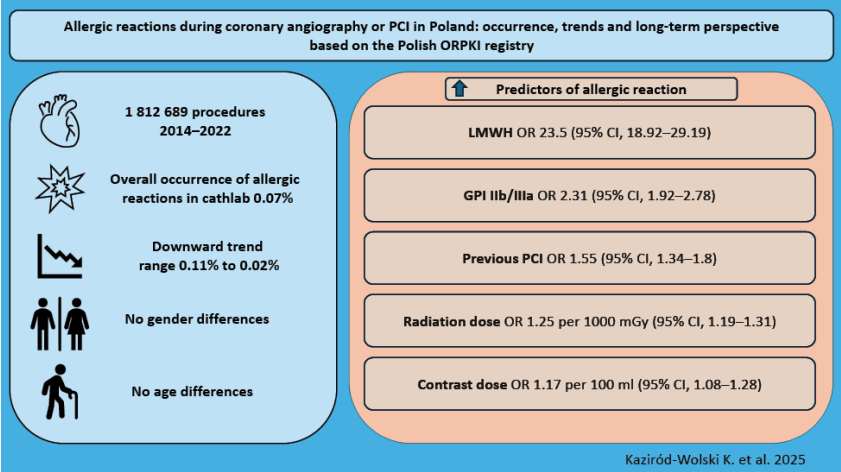 Allergic reactions during coronary angiography or PCI in Poland: occurrence, trends and long-term perspective
based on the Polish ORPKI registry
1 812 689 procedures
2014–2022
Overall occurrence of allergic
reactions in cathlab 0.07%
Downward trend
range 0.11% to 0.02%
No gender differences
No age differences
Predictors of allergic reaction
LMWH OR 23.5 (95% CI, 18.92–29.19)
GPI IIb/IIIa OR 2.31 (95% CI, 1.92–2.78)
Previous PCI OR 1.55 (95% CI, 1.34–1.8)
Radiation dose OR 1.25 per 1000 mGy (95% CI, 1.19–1.31)
Contrast dose OR 1.17 per 100 ml (95% CI, 1.08–1.28)
Kaziród-Wolski K. et al. 2025